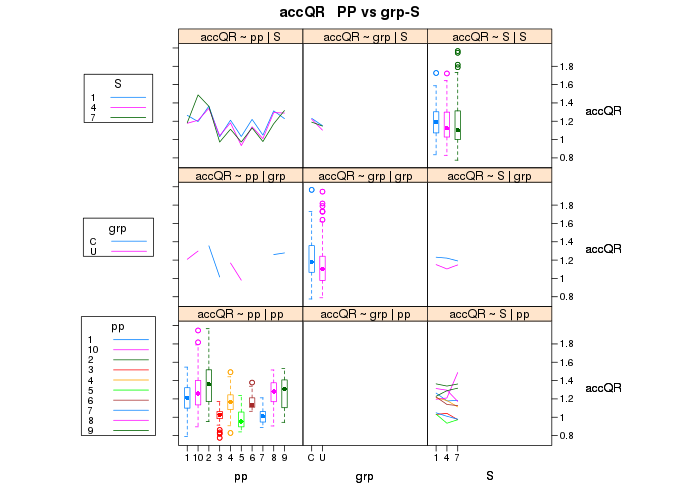 accQR PP vs grp-S
accQR ~ pp | S
accQR ~ grp | S
accQR ~ S | S
S
1
4
7
1.8
1.6
1.4
1.2
1
0.8
accQR
accQR ~ pp | grp
accQR ~ grp | grp
accQR ~ S | grp
grp
C
U
1.8
1.6
1.4
1.2
1
0.8
accQR
accQR ~ pp | pp
accQR ~ grp | pp
accQR ~ S | pp
pp
1
10
2
3
4
5
6
7
8
9
1.8
1.6
1.4
1.2
1
0.8
accQR
1 10 2 3 4 5 6 7 8 9
C U
1 4 7
pp
grp
S